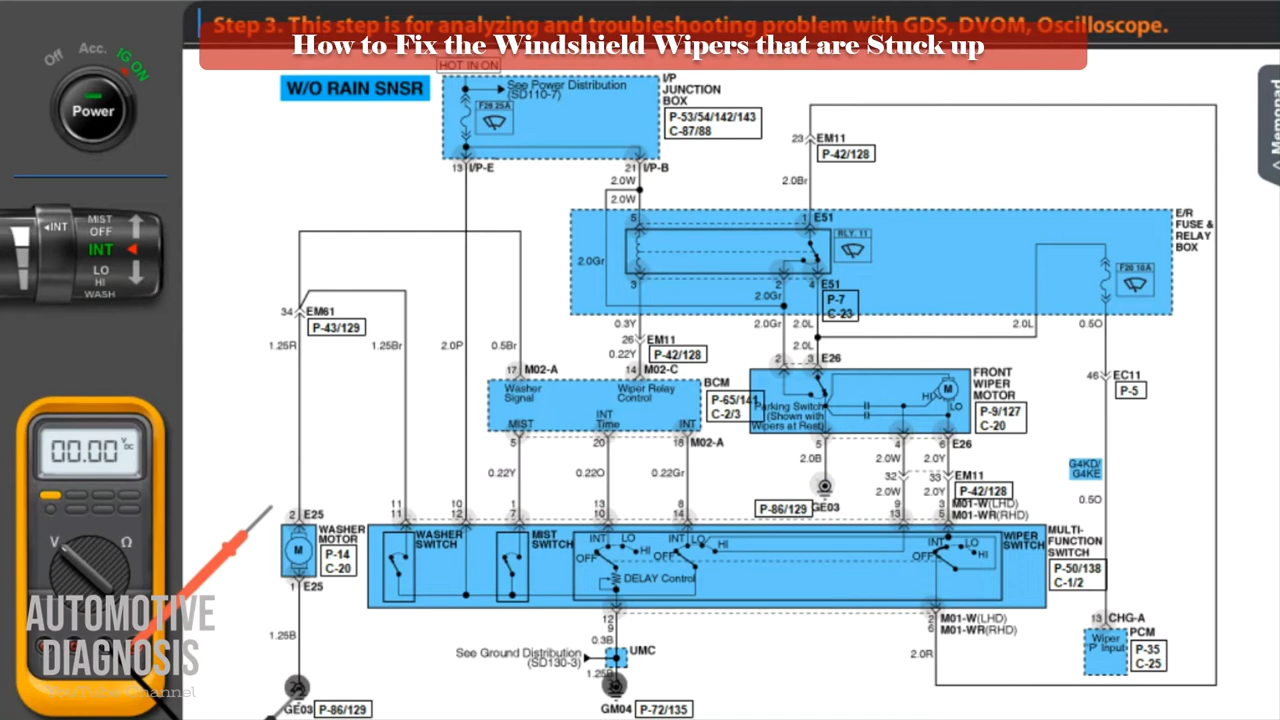 Step 3. This step is for analyzing and troubleshooting problem with GDS, DVOM, Oscilloscope.
How to Fix the Windshield Wipers that are Stuck up
Off
Acc.
IG ON
Power
MIST
OFF
INT
INT
LO
HI
WASH
00.00
V
DC
V
Ω
AUTOMOTIVE
DIAGNOSIS
YouTube Channel
Memopad
W/O RAIN SNSR
HOT IN ON
See Power Distribution
(SD110-7)
F26 25A
I/P
JUNCTION
BOX
P-53/54/142/143
C-87/88
13
I/P-E
21
I/P-B
2.0W
2.0W
23
EM11
P-42/128
2.0Br
5
1
E51
RLY. 11
E/R
FUSE &
RELAY
BOX
2.0Gr
3
2
4
E51
2.0Gr
P-7
C-23
F20 10A
34
EM61
P-43/129
0.3Y
2.0Gr
2.0L
2.0L
0.5O
1.25R
1.25Br
2.0P
0.5Br
26
EM11
0.22Y
P-42/128
2.0L
17
M02-A
14
M02-C
2
3
E26
46
EC11
P-5
Washer
Signal
Wiper Relay
Control
BCM
P-65/141
C-2/3
MIST
INT
Time
INT
Parking Switch
(Shown with
Wipers at Rest)
M
HI
LO
FRONT
WIPER
MOTOR
P-9/127
C-20
5
20
18
M02-A
5
4
6
E26
0.22Y
0.22O
0.22Gr
2.0B
2.0W
2.0Y
32
33
EM11
2.0W
2.0Y
P-42/128
G4KD/
G4KE
0.5O
P-86/129
GE03
11
10
1
13
8
9
3
M01-W(LHD)
11
12
7
10
14
13
5
M01-WR(RHD)
2
E25
M
WASHER
MOTOR
P-14
C-20
1
E25
WASHER
SWITCH
MIST
SWITCH
INT
LO
HI
OFF
INT
LO
HI
OFF
DELAY Control
INT
LO
HI
OFF
WIPER
SWITCH
MULTI-
FUNCTION
SWITCH
P-50/138
C-1/2
12
9
0.3B
2
M01-W(LHD)
6
M01-WR(RHD)
13
CHG-A
1.25B
See Ground Distribution
(SD130-3)
UMC
2.0R
Wiper
'P' Input
PCM
P-35
C-25
GE03
P-86/129
GM04
P-72/135